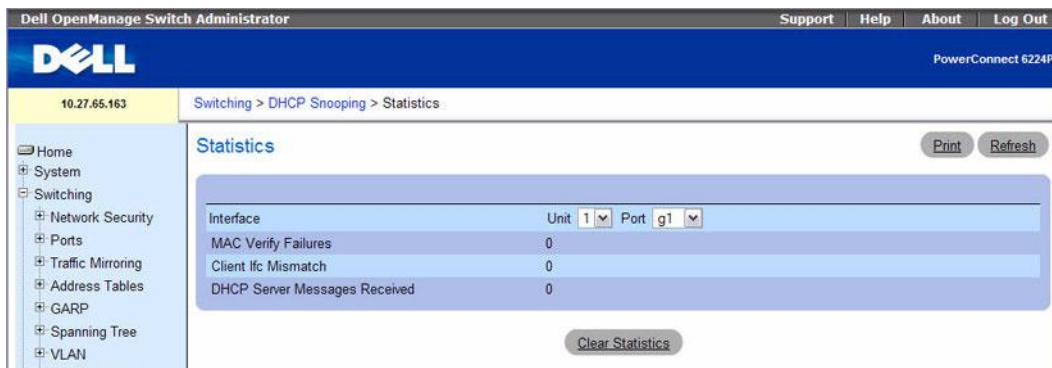 Dell OpenManage Switch Administrator
Support Help About Log Out
DELL
PowerConnect 6224P
10.27.65.163
Switching > DHCP Snooping > Statistics
Home
System
Switching
Network Security
Ports
Traffic Mirroring
Address Tables
GARP
Spanning Tree
VLAN
Statistics
Print Refresh
Interface Unit 1 Port g1
MAC Verify Failures 0
Client Ifc Mismatch 0
DHCP Server Messages Received 0
Clear Statistics